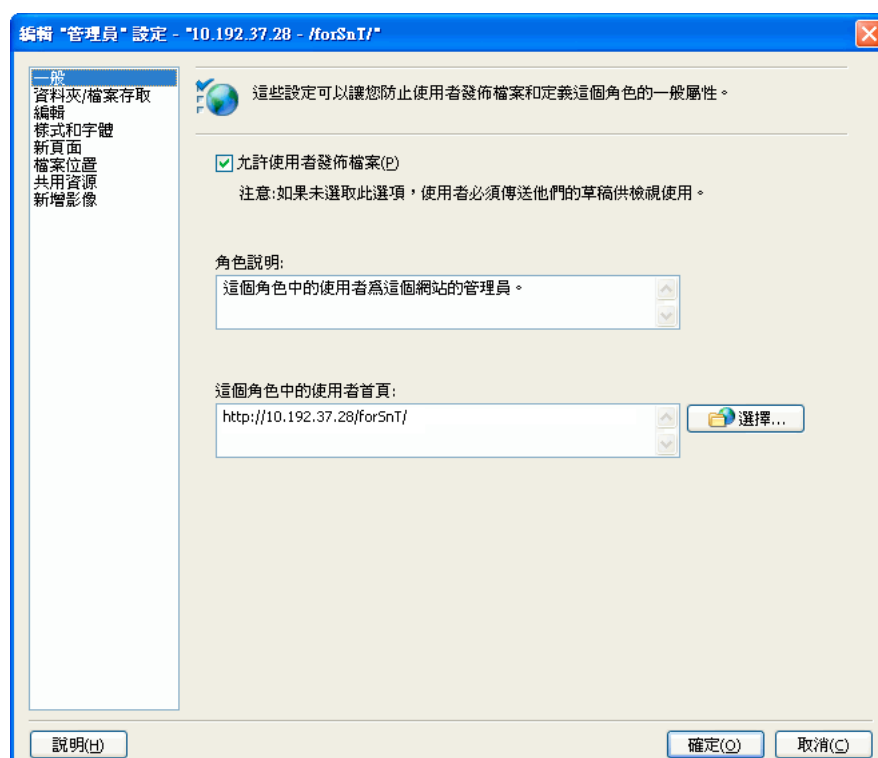 編輯 "管理員" 設定 - "10.192.37.28 - /forSnT/"
一般
資料夾/檔案存取
編輯
樣式和字體
新頁面
檔案位置
共用資源
新增影像
這些設定可以讓您防止使用者發佈檔案和定義這個角色的一般屬性。
允許使用者發佈檔案(P)
注意:如果未選取此選項，使用者必須傳送他們的草稿供檢視使用。
角色說明:
這個角色中的使用者為這個網站的管理員。
這個角色中的使用者首頁:
http://10.192.37.28/forSnT/
選擇...
說明(H)
確定(O)
取消(C)